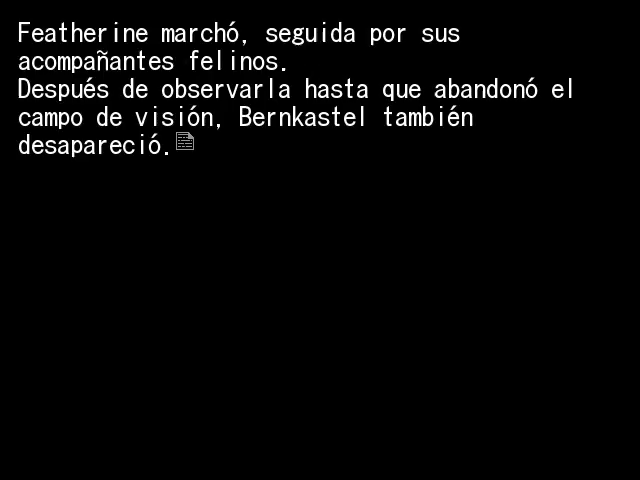 Featherine marchó, seguida por sus
acompañantes felinos.
Después de observarla hasta que abandonó el
campo de visión, Bernkastel también
desapareció.